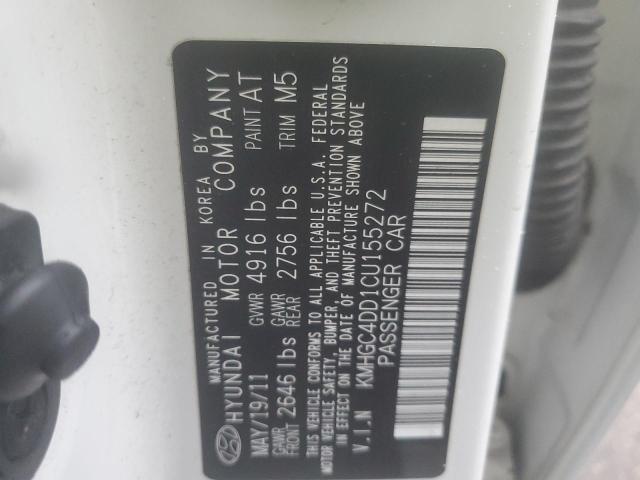 MANUFACTURED IN KOREA BY
HYUNDAI MOTOR COMPANY
MAY/19/11 GVWR 4916 lbs PAINT AT
GAWR FRONT 2646 lbs GAWR REAR 2756 lbs TRIM M5
THIS VEHICLE CONFORMS TO ALL APPLICABLE U.S.A. FEDERAL
MOTOR VEHICLE SAFETY, BUMPER, AND THEFT PREVENTION STANDARDS
IN EFFECT ON THE DATE OF MANUFACTURE SHOWN ABOVE
V.I.N KMHGC4DD1CU155272
PASSENGER CAR